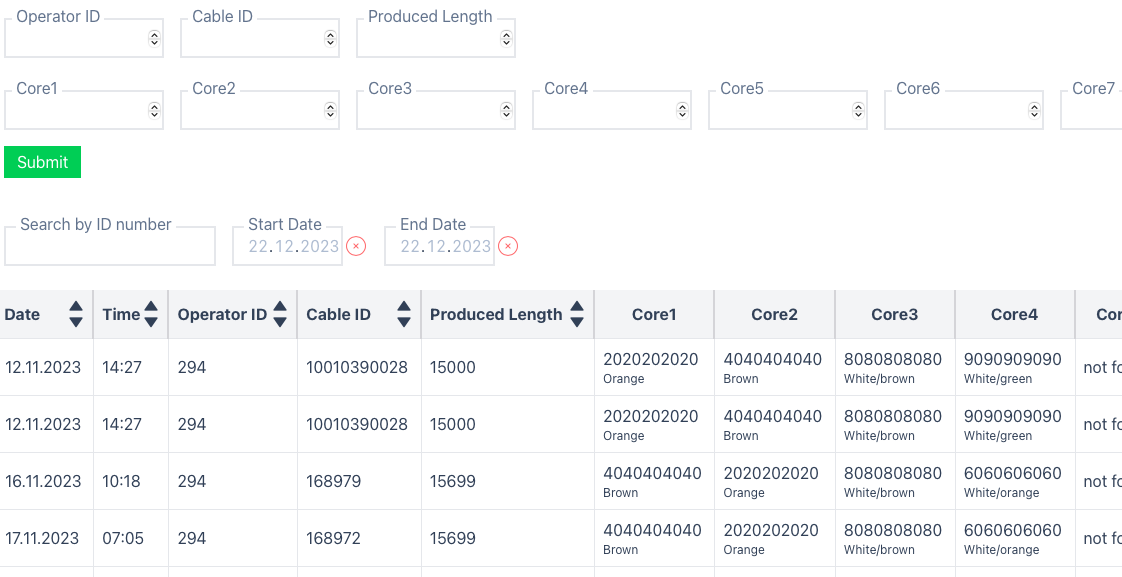 Operator ID Cable ID Produced Length
Core1 Core2 Core3 Core4 Core5 Core6 Core7
Submit
Search by ID number Start Date End Date
22.12.2023 22.12.2023
Date Time Operator ID Cable ID Produced Length Core1 Core2 Core3 Core4 Cor
12.11.2023 14:27 294 10010390028 15000 2020202020 4040404040 8080808080 9090909090 not fo
Orange Brown White/brown White/green
12.11.2023 14:27 294 10010390028 15000 2020202020 4040404040 8080808080 9090909090 not fo
Orange Brown White/brown White/green
16.11.2023 10:18 294 168979 15699 4040404040 2020202020 8080808080 6060606060 not fo
Brown Orange White/brown White/orange
17.11.2023 07:05 294 168972 15699 4040404040 2020202020 8080808080 6060606060 not fo
Brown Orange White/brown White/orange